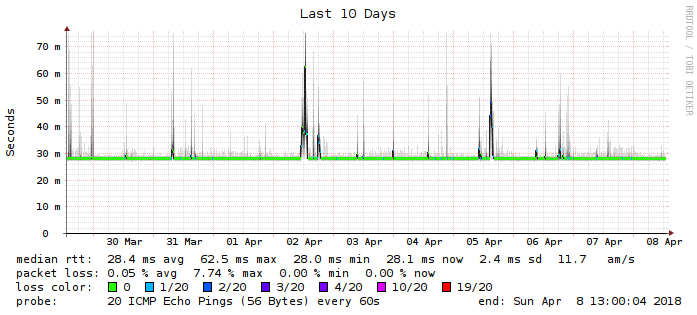 Last 10 Days
RRDTOOL / TOBI OETIKER
Seconds
70 m
60 m
50 m
40 m
30 m
20 m
10 m
0
30 Mar 31 Mar 01 Apr 02 Apr 03 Apr 04 Apr 05 Apr 06 Apr 07 Apr 08 Apr
median rtt: 28.4 ms avg 62.5 ms max 28.0 ms min 28.1 ms now 2.4 ms sd 11.7 am/s
packet loss: 0.05 % avg 7.74 % max 0.00 % min 0.00 % now
loss color: 0 1/20 2/20 3/20 4/20 10/20 19/20
probe: 20 ICMP Echo Pings (56 Bytes) every 60s end: Sun Apr 8 13:00:04 2018